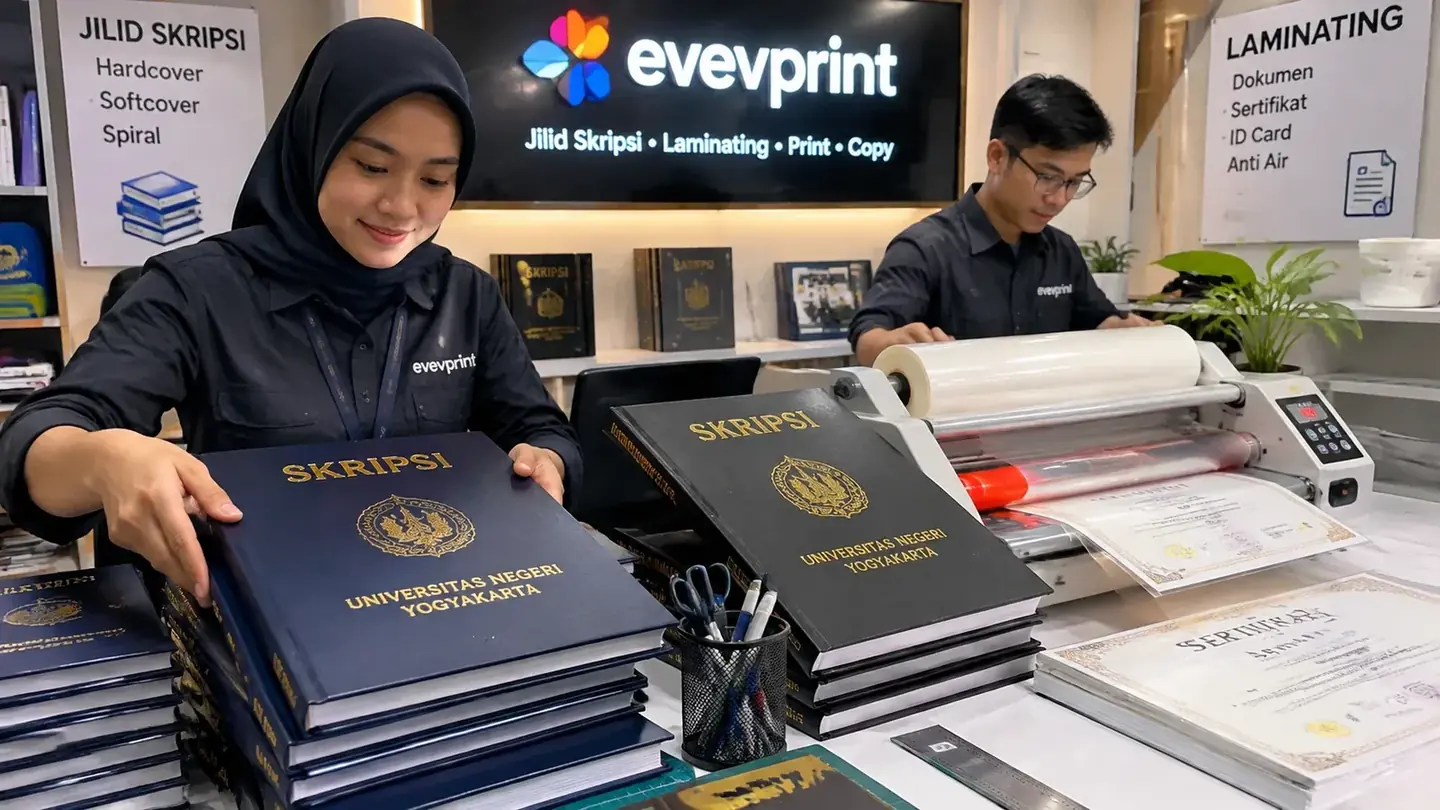 JILID SKRIPSI
Hardcover
Softcover
Spiral
evevprint
Jilid Skripsi • Laminating • Print • Copy
LAMINATING
Dokumen
· Sertifikat
· ID Card
Anti Air
SKRIPSI
evevprint
evevprint
SKRIPSI
UNIVERSITAS NEGERI
YOGYAKARTA
SKRIPSI
UNIVERSITAS NEGERI
YOGYAKARTA